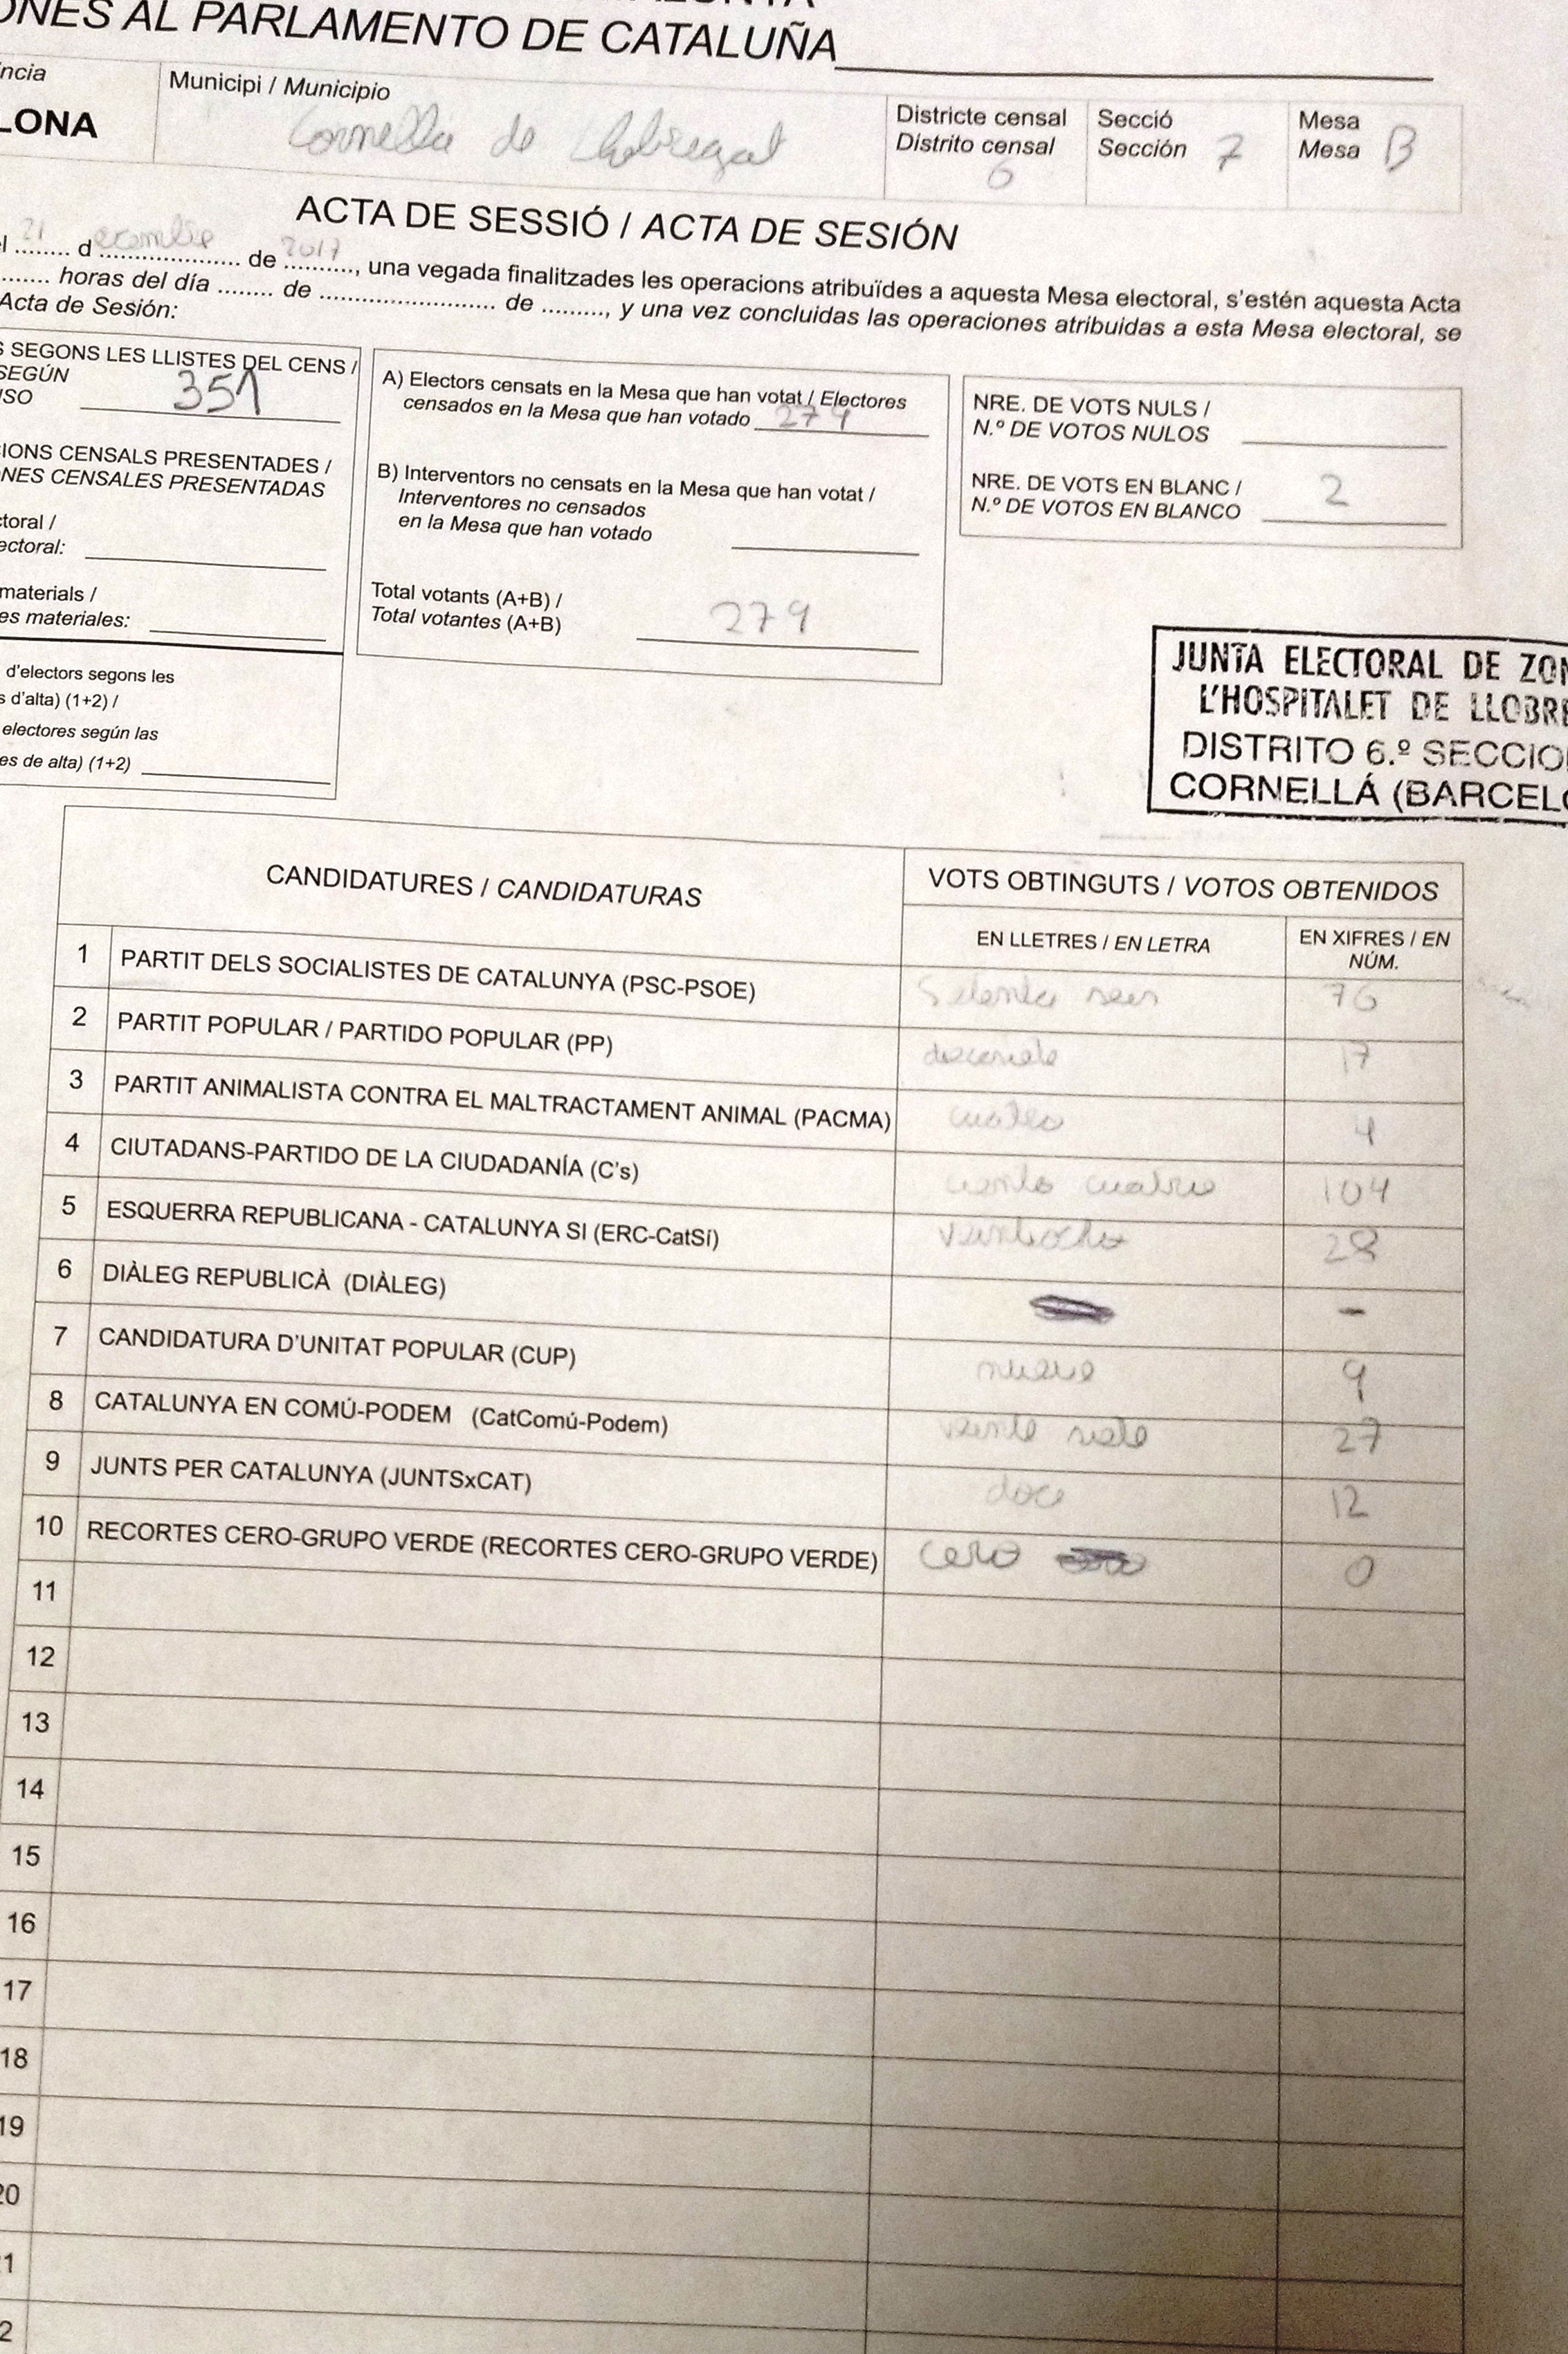 ONES AL PARLAMENTO DE CATALUÑA
Municipi / Municipio
LONA
Cornella de Llobregat
Districte censal
Distrito censal
6
Secció
Sección 7
Mesa
Mesa B
ACTA DE SESSIÓ / ACTA DE SESIÓN
el 21 d ecembre de 2017, una vegada finalitzades les operacions atribuïdes a aquesta Mesa electoral, s'estén aquesta Acta
........ horas del día ........ de ........................ de ........., y una vez concluidas las operaciones atribuidas a esta Mesa electoral, se
Acta de Sesión:
S SEGONS LES LLISTES DEL CENS /
SEGÚN
NSO 351
CIONS CENSALS PRESENTADES /
ONES CENSALES PRESENTADAS
ctoral /
ectoral:
materials /
es materiales:
d'electors segons les
s d'alta) (1+2) /
electores según las
es de alta) (1+2)
A) Electors censats en la Mesa que han votat / Electores
censados en la Mesa que han votado 279
B) Interventors no censats en la Mesa que han votat /
Interventores no censados
en la Mesa que han votado
Total votants (A+B) /
Total votantes (A+B) 279
NRE. DE VOTS NULS /
N.º DE VOTOS NULOS
NRE. DE VOTS EN BLANC /
N.º DE VOTOS EN BLANCO 2
JUNTA ELECTORAL DE ZON
L'HOSPITALET DE LLOBRE
DISTRITO 6.º SECCIO
CORNELLÁ (BARCELO
CANDIDATURES / CANDIDATURAS
VOTS OBTINGUTS / VOTOS OBTENIDOS
EN LLETRES / EN LETRA
EN XIFRES / EN
NÚM.
1 PARTIT DELS SOCIALISTES DE CATALUNYA (PSC-PSOE) Setenta seis 76
2 PARTIT POPULAR / PARTIDO POPULAR (PP) diecisiete 17
3 PARTIT ANIMALISTA CONTRA EL MALTRACTAMENT ANIMAL (PACMA) cuatro 4
4 CIUTADANS-PARTIDO DE LA CIUDADANÍA (C's) ciento cuatro 104
5 ESQUERRA REPUBLICANA - CATALUNYA SI (ERC-CatSí) veintiocho 28
6 DIÀLEG REPUBLICÀ (DIÀLEG) -
7 CANDIDATURA D'UNITAT POPULAR (CUP) nueve 9
8 CATALUNYA EN COMÚ-PODEM (CatComú-Podem) veinte siete 27
9 JUNTS PER CATALUNYA (JUNTSxCAT) doce 12
10 RECORTES CERO-GRUPO VERDE (RECORTES CERO-GRUPO VERDE) cero 0
11
12
13
14
15
16
17
18
19
20
1
2